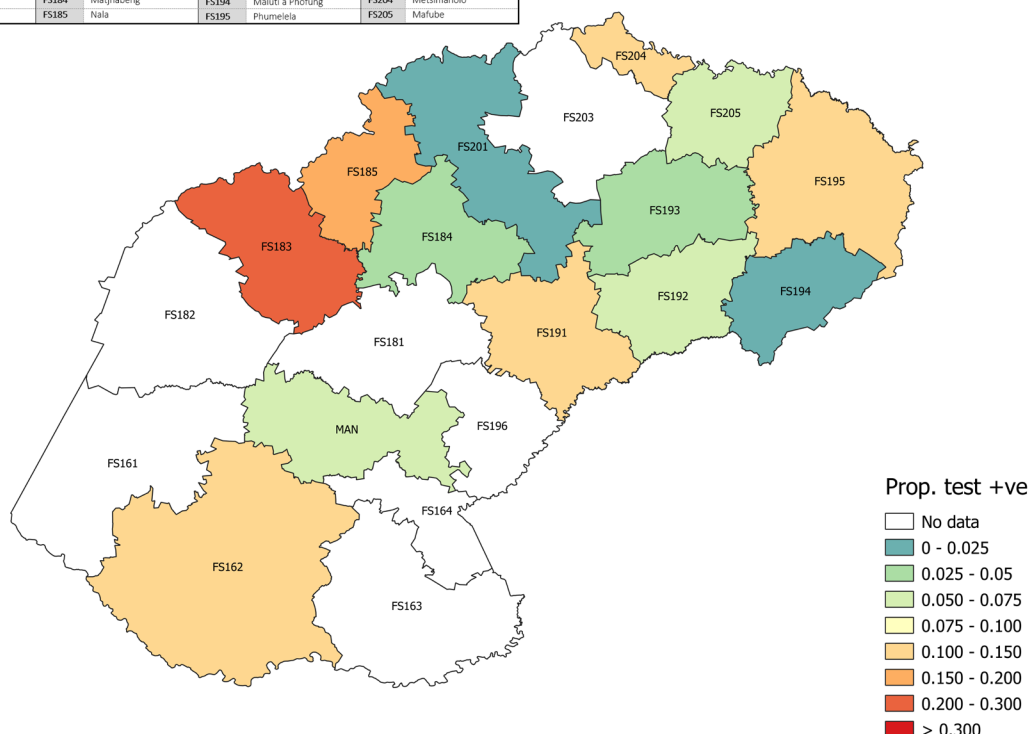 FS184 Matjhabeng FS194 Maluti a Phofung FS204 Metsimaholo
FS185 Nala FS195 Phumelela FS205 Mafube
FS204
FS203
FS205
FS201
FS185
FS195
FS193
FS184
FS183
FS194
FS192
FS182
FS191
FS181
MAN
FS196
FS161
FS164
FS162
FS163
Prop. test +ve
No data
0 - 0.025
0.025 - 0.05
0.050 - 0.075
0.075 - 0.100
0.100 - 0.150
0.150 - 0.200
0.200 - 0.300
> 0.300